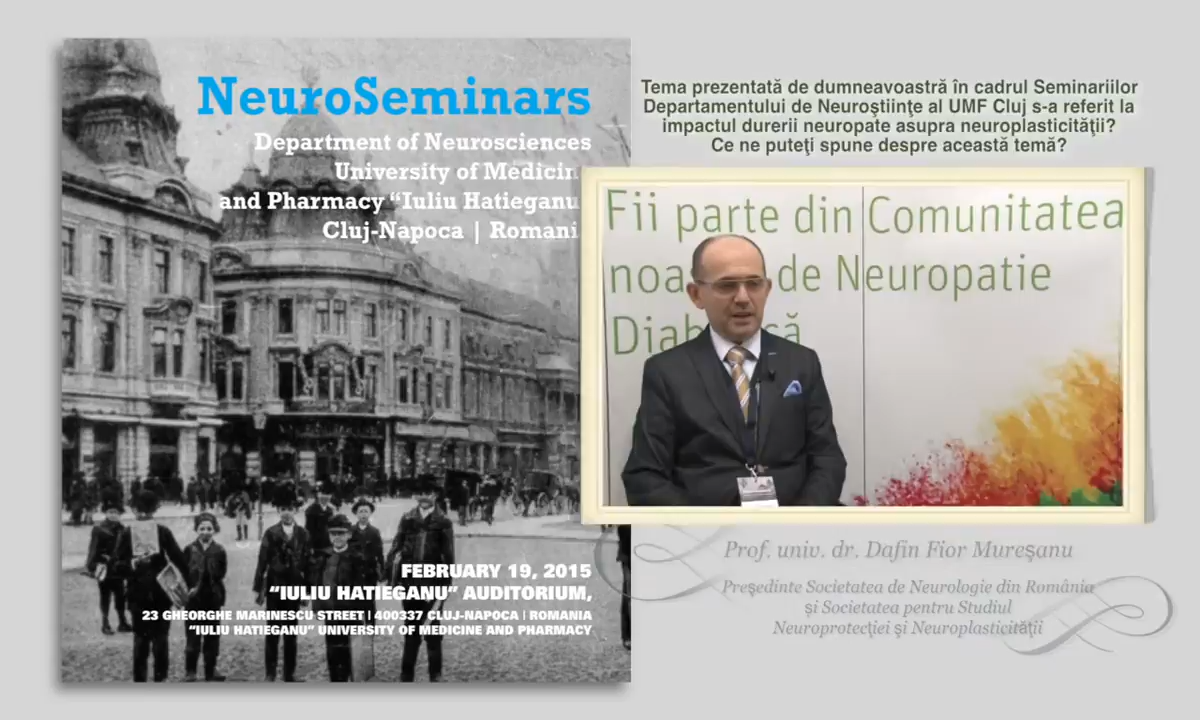 NeuroSeminars
Department of Neurosciences
University of Medicin
and Pharmacy “Iuliu Hatieganu
Cluj-Napoca | Romani
FEBRUARY 19, 2015
“IULIU HATIEGANU” AUDITORIUM,
23 GHEORGHE MARINESCU STREET | 400337 CLUJ-NAPOCA | ROMANIA
“IULIU HATIEGANU” UNIVERSITY OF MEDICINE AND PHARMACY
Tema prezentată de dumneavoastră în cadrul Seminariilor
Departamentului de Neuroştiinţe al UMF Cluj s-a referit la
impactul durerii neuropate asupra neuroplasticităţii?
Ce ne puteţi spune despre această temă?
Fii parte din Comunitatea
de Neuropatie
Prof. univ. dr. Dafin Fior Mureşanu
Preşedinte Societatea de Neurologie din România
şi Societatea pentru Studiul
Neuroprotecţiei şi Neuroplasticităţii